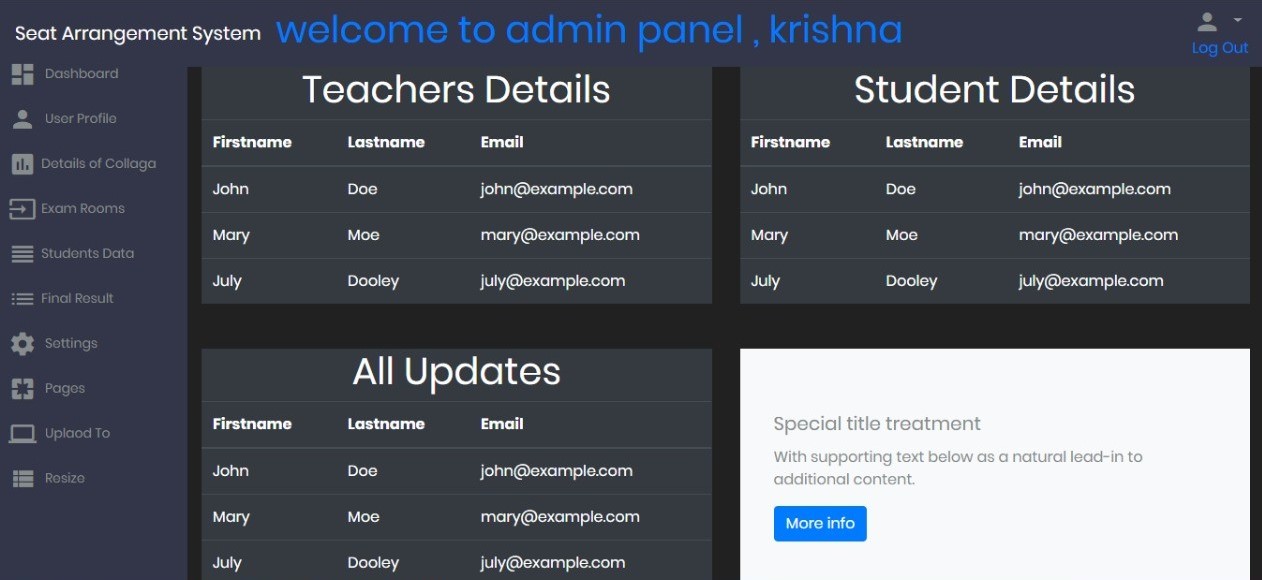 Seat Arrangement System welcome to admin panel , krishna
Log Out
Dashboard
User Profile
Details of Collaga
Exam Rooms
Students Data
Final Result
Settings
Pages
Uplaod To
Resize
Teachers Details
Firstname Lastname Email
John Doe john@example.com
Mary Moe mary@example.com
July Dooley july@example.com
Student Details
Firstname Lastname Email
John Doe john@example.com
Mary Moe mary@example.com
July Dooley july@example.com
All Updates
Firstname Lastname Email
John Doe john@example.com
Mary Moe mary@example.com
July Dooley july@example.com
Special title treatment
With supporting text below as a natural lead-in to
additional content.
More info